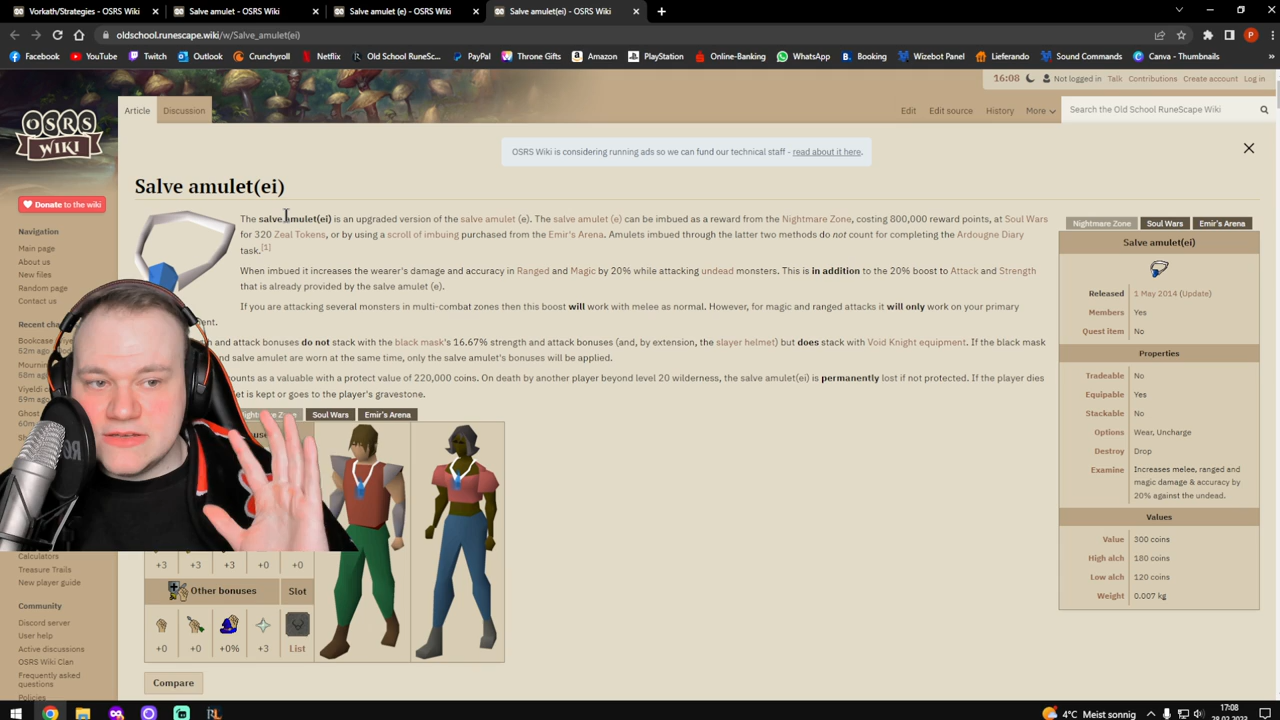 Vorkath/Strategies - OSRS Wiki
Salve amulet - OSRS Wiki
Salve amulet (e) - OSRS Wiki
Salve amulet(ei) - OSRS Wiki
oldschool.runescape.wiki/w/Salve_amulet(ei)
Facebook
YouTube
Twitch
Outlook
Crunchyroll
Netflix
Old School RuneSc...
PayPal
Throne Gifts
Amazon
PlayStation
Online-Banking
WhatsApp
Booking
Wizebot Panel
Lieferando
Sound Commands
Canva - Thumbnails
16:08
Not logged in
Talk
Contributions
Create account
Log in
OSRS
WIKI
Article
Discussion
Edit
Edit source
History
More
Search the Old School RuneScape Wiki
OSRS Wiki is considering running ads so we can fund our technical staff - read about it here.
Donate to the wiki
Navigation
Main page
About us
New files
Random page
Contact us
Salve amulet(ei)
The salve amulet(ei) is an upgraded version of the salve amulet (e). The salve amulet (e) can be imbued as a reward from the Nightmare Zone, costing 800,000 reward points, at Soul Wars
for 320 Zeal Tokens, or by using a scroll of imbuing purchased from the Emir's Arena. Amulets imbued through the latter two methods do not count for completing the Ardougne Diary
task.[1]
When imbued it increases the wearer's damage and accuracy in Ranged and Magic by 20% while attacking undead monsters. This is in addition to the 20% boost to Attack and Strength
that is already provided by the salve amulet (e).
If you are attacking several monsters in multi-combat zones then this boost will work with melee as normal. However, for magic and ranged attacks it will only work on your primary
and attack bonuses do not stack with the black mask's 16.67% strength and attack bonuses (and, by extension, the slayer helmet) but does stack with Void Knight equipment. If the black mask
and salve amulet are worn at the same time, only the salve amulet's bonuses will be applied.
as a valuable with a protect value of 220,000 coins. On death by another player beyond level 20 wilderness, the salve amulet(ei) is permanently lost if not protected. If the player dies
is kept or goes to the player's gravestone.
Soul Wars
Emir's Arena
+3
+3
+3
+0
+0
Other bonuses
Slot
+0
+0
+0%
+3
List
Compare
Nightmare Zone
Soul Wars
Emir's Arena
Salve amulet(ei)
Released
1 May 2014 (Update)
Members
Yes
Quest item
No
Properties
Tradeable
No
Equipable
Yes
Stackable
No
Options
Wear, Uncharge
Destroy
Drop
Examine
Increases melee, ranged and
magic damage & accuracy by
20% against the undead.
Values
Value
300 coins
High alch
180 coins
Low alch
120 coins
Weight
0.007 kg
52m ago
58m ago
59m ago
Ghost
60m
Calculators
Treasure Trails
New player guide
Community
Discord server
User help
Active discussions
OSRS Wiki Clan
Frequently asked
questions
Policies
4°C Meist sonnig
17:08
28.02.2023